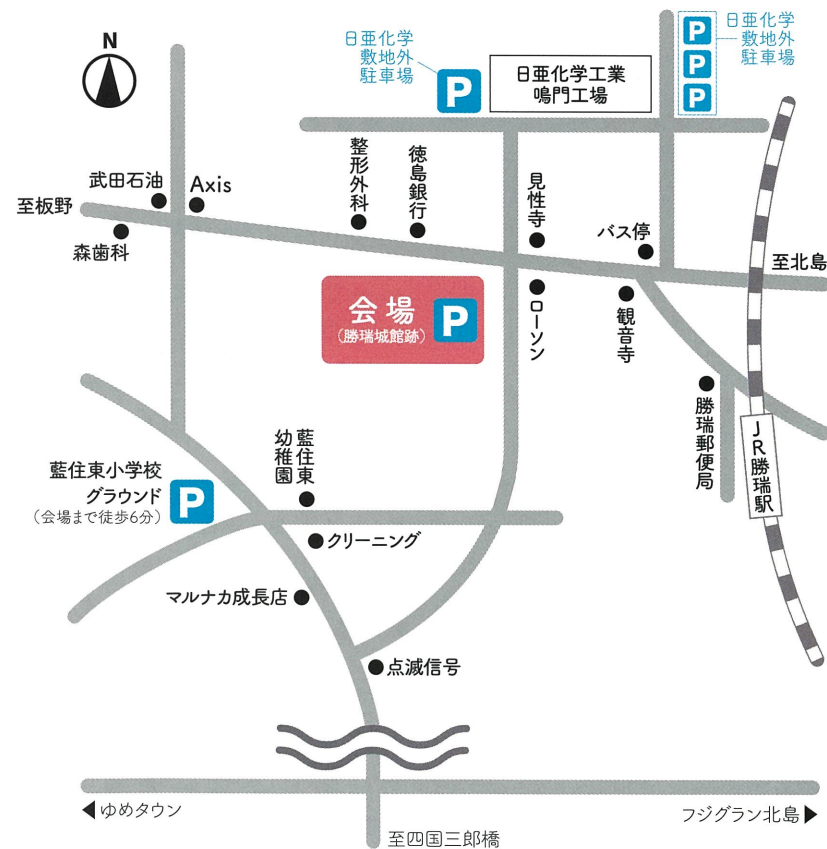 N
日亜化学
敷地外
駐車場
P
日亜化学工業
鳴門工場
P
P
P
日亜化学
敷地外
駐車場
武田石油
Axis
至板野
森歯科
整形外科
徳島銀行
見性寺
バス停
至北島
会場
(勝瑞城館跡)
P
ローソン
観音寺
勝瑞郵便局
JR勝瑞駅
藍住東
幼稚園
藍住東小学校
グラウンド
(会場まで徒歩6分)
P
クリーニング
マルナカ成長店
点滅信号
◀ゆめタウン
フジグラン北島▶
至四国三郎橋